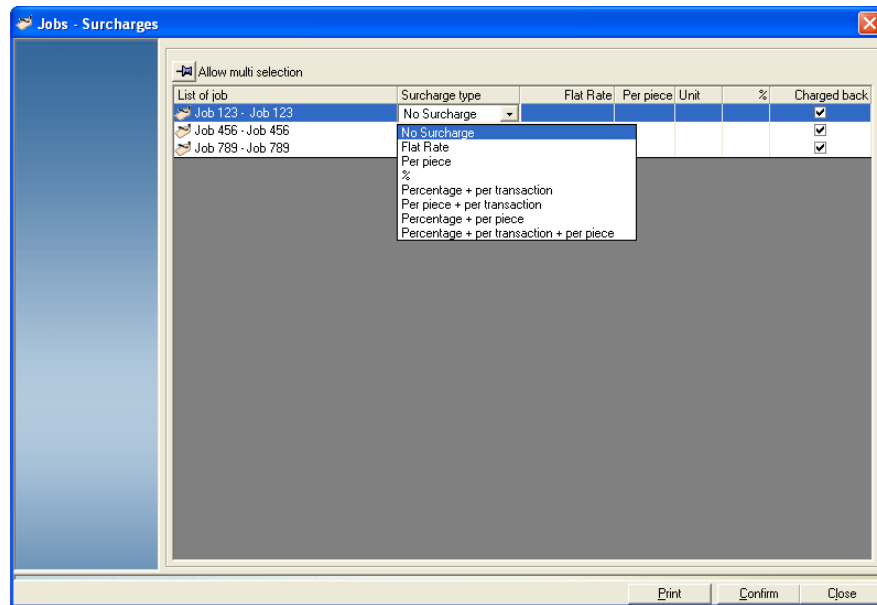 Jobs - Surcharges
Allow multi selection
List of job Surcharge type Flat Rate Per piece Unit % Charged back
Job 123 - Job 123 No Surcharge
Job 456 - Job 456
Job 789 - Job 789
No Surcharge
Flat Rate
Per piece
%
Percentage + per transaction
Per piece + per transaction
Percentage + per piece
Percentage + per transaction + per piece
Print Confirm Close